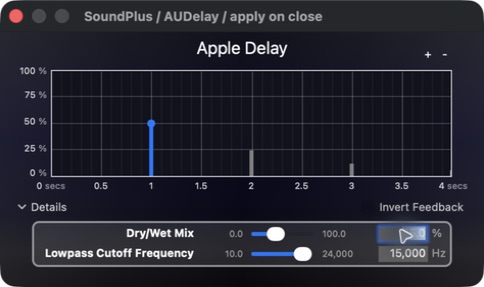 SoundPlus / AUDelay / apply on close
Apple Delay
+ -
100 %
75 %
50 %
25 %
0 %
0 secs 0.5 1 1.5 2 2.5 3 3.5 4 secs
Details Invert Feedback
Dry/Wet Mix 0.0 100.0 %
Lowpass Cutoff Frequency 10.0 24,000 15,000 Hz